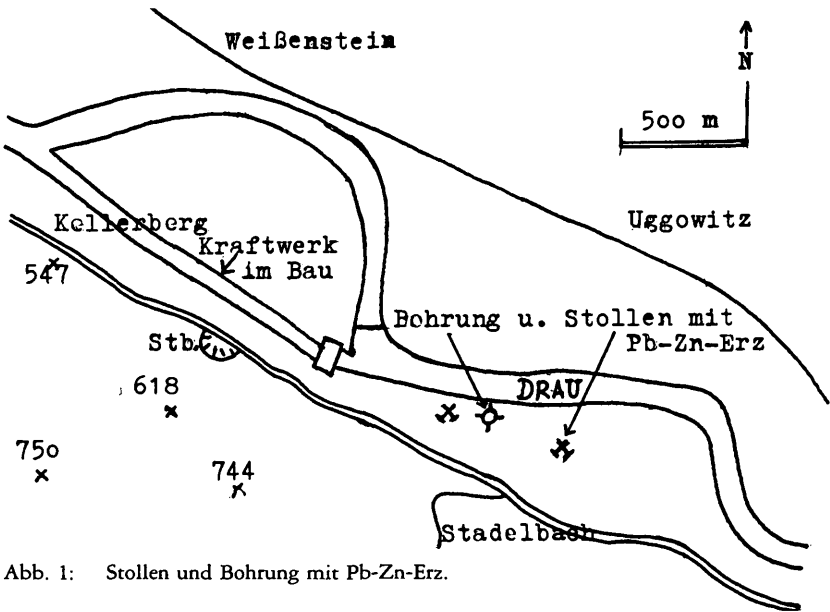 Weißenstein
N
500 m
Uggowitz
Kellerberg
Kraftwerk
im Bau
547
Bohrung u. Stollen mit
Pb-Zn-Erz
Stb.
DRAU
618
750
744
Stadelbach
Abb. 1: Stollen und Bohrung mit Pb-Zn-Erz.